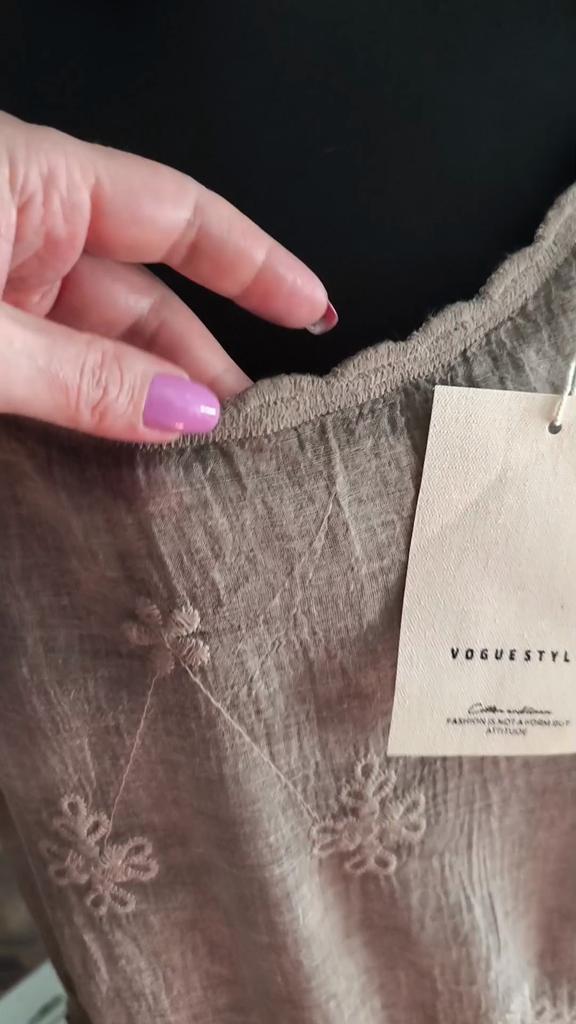 VOGUESTYL
FASHION IS NOT A FORM BUT
ATTITUDE